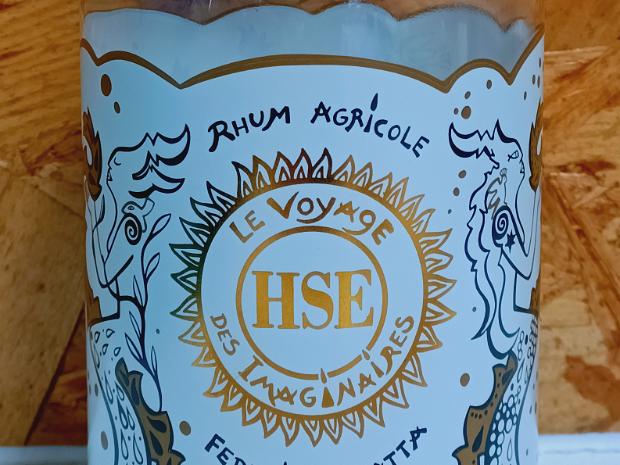 RHUM AGRICOLE
LE VOYAGE
HSE
DES IMAGINAIRES